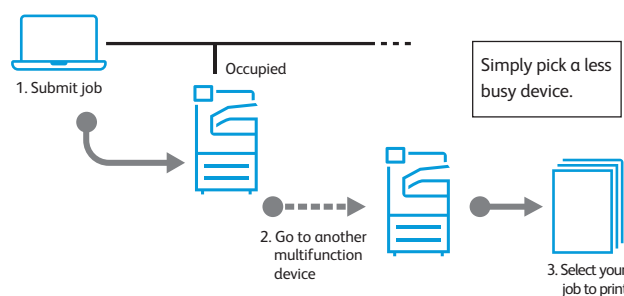 1. Submit job
Occupied
Simply pick a less
busy device.
2. Go to another
multifunction
device
3. Select your
job to print